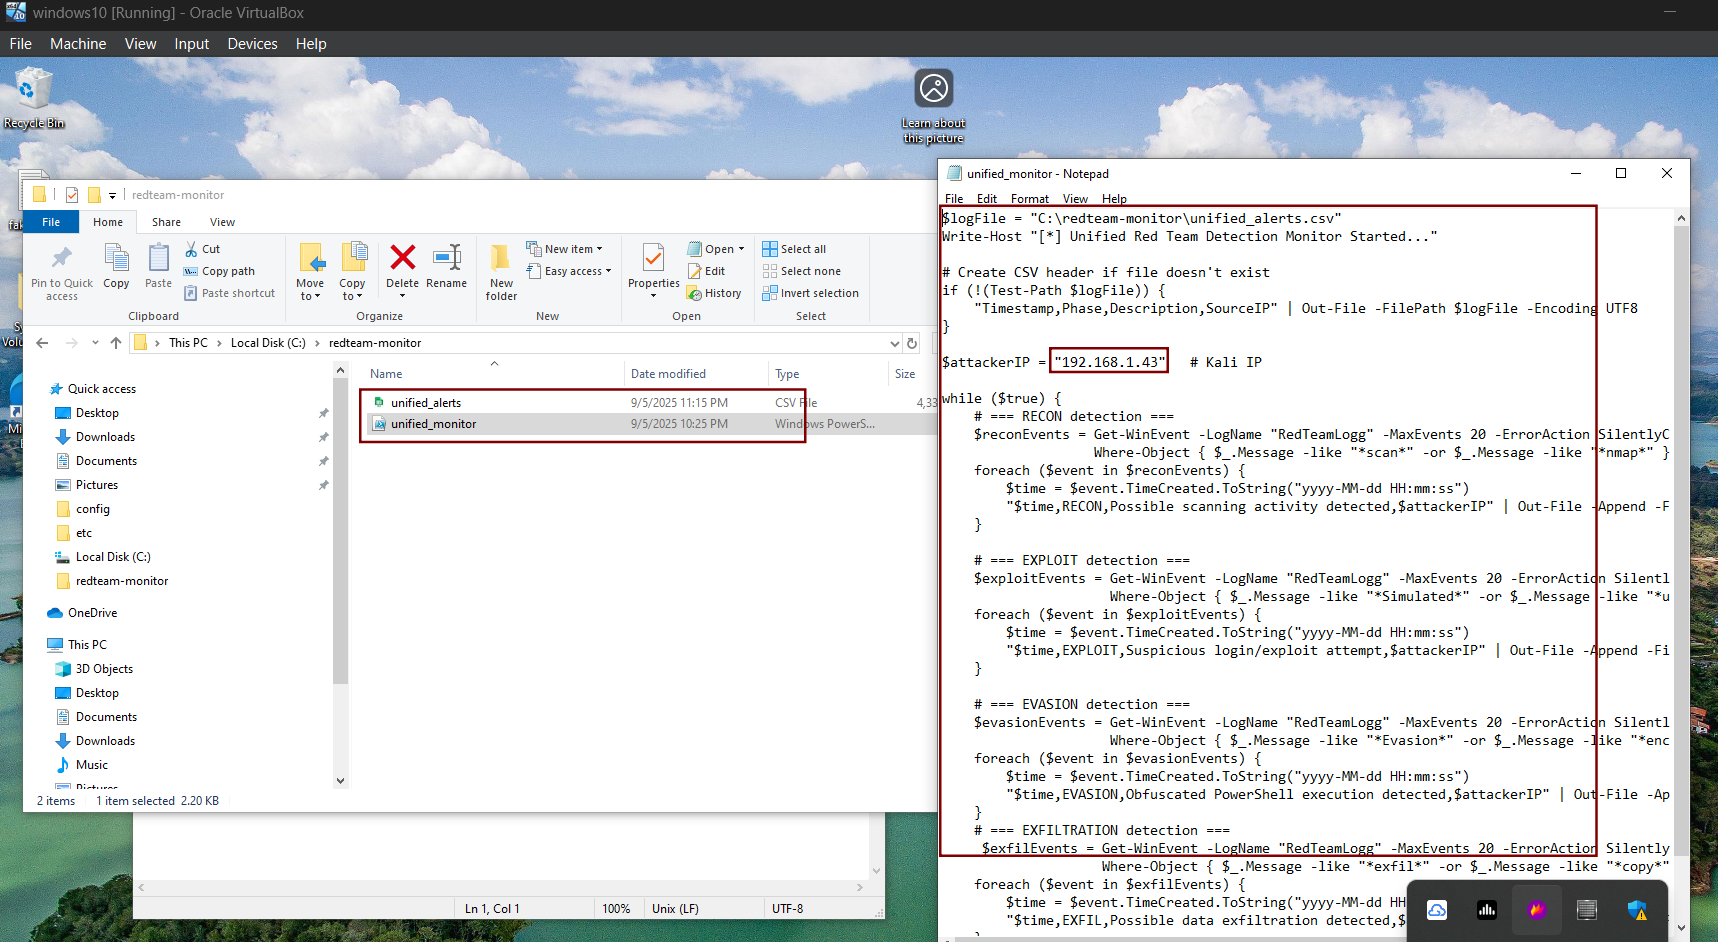 windows10 [Running] - Oracle VirtualBox
File Machine View Input Devices Help
Recycle Bin
Learn about
this picture
redteam-monitor
File Home Share View
Pin to Quick
access
Copy
Paste
Cut
Copy path
Paste shortcut
Clipboard
Move
to
Copy
to
Delete
Rename
Organize
New
folder
New item
Easy access
New
Properties
Open
Edit
History
Open
Select all
Select none
Invert selection
Select
This PC > Local Disk (C:) > redteam-monitor
Name Date modified Type Size
unified_alerts 9/5/2025 11:15 PM CSV File 4,33
unified_monitor 9/5/2025 10:25 PM Windows PowerS...
Quick access
Desktop
Downloads
Documents
Pictures
config
etc
Local Disk (C:)
redteam-monitor
OneDrive
This PC
3D Objects
Desktop
Documents
Downloads
Music
Pictures
2 items 1 item selected 2.20 KB
Ln 1, Col 1 100% Unix (LF) UTF-8
unified_monitor - Notepad
File Edit Format View Help
$logFile = "C:\redteam-monitor\unified_alerts.csv"
Write-Host "[*] Unified Red Team Detection Monitor Started..."
# Create CSV header if file doesn't exist
if (!(Test-Path $logFile)) {
"Timestamp,Phase,Description,SourceIP" | Out-File -FilePath $logFile -Encoding UTF8
}
$attackerIP = "192.168.1.43" # Kali IP
while ($true) {
# === RECON detection ===
$reconEvents = Get-WinEvent -LogName "RedTeamLogg" -MaxEvents 20 -ErrorAction SilentlyC
Where-Object { $_.Message -like "*scan*" -or $_.Message -like "*nmap*" }
foreach ($event in $reconEvents) {
$time = $event.TimeCreated.ToString("yyyy-MM-dd HH:mm:ss")
"$time,RECON,Possible scanning activity detected,$attackerIP" | Out-File -Append -F
}
# === EXPLOIT detection ===
$exploitEvents = Get-WinEvent -LogName "RedTeamLogg" -MaxEvents 20 -ErrorAction Silentl
Where-Object { $_.Message -like "*Simulated*" -or $_.Message -like "*u
foreach ($event in $exploitEvents) {
$time = $event.TimeCreated.ToString("yyyy-MM-dd HH:mm:ss")
"$time,EXPLOIT,Suspicious login/exploit attempt,$attackerIP" | Out-File -Append -Fi
}
# === EVASION detection ===
$evasionEvents = Get-WinEvent -LogName "RedTeamLogg" -MaxEvents 20 -ErrorAction Silentl
Where-Object { $_.Message -like "*Evasion*" -or $_.Message -like "*enc
foreach ($event in $evasionEvents) {
$time = $event.TimeCreated.ToString("yyyy-MM-dd HH:mm:ss")
"$time,EVASION,Obfuscated PowerShell execution detected,$attackerIP" | Out-File -Ap
}
# === EXFILTRATION detection ===
$exfilEvents = Get-WinEvent -LogName "RedTeamLogg" -MaxEvents 20 -ErrorAction Silently
Where-Object { $_.Message -like "*exfil*" -or $_.Message -like "*copy*"
foreach ($event in $exfilEvents) {
$time = $event.TimeCreated.ToString("yyyy-MM-dd HH
"$time,EXFIL,Possible data exfiltration detected,$